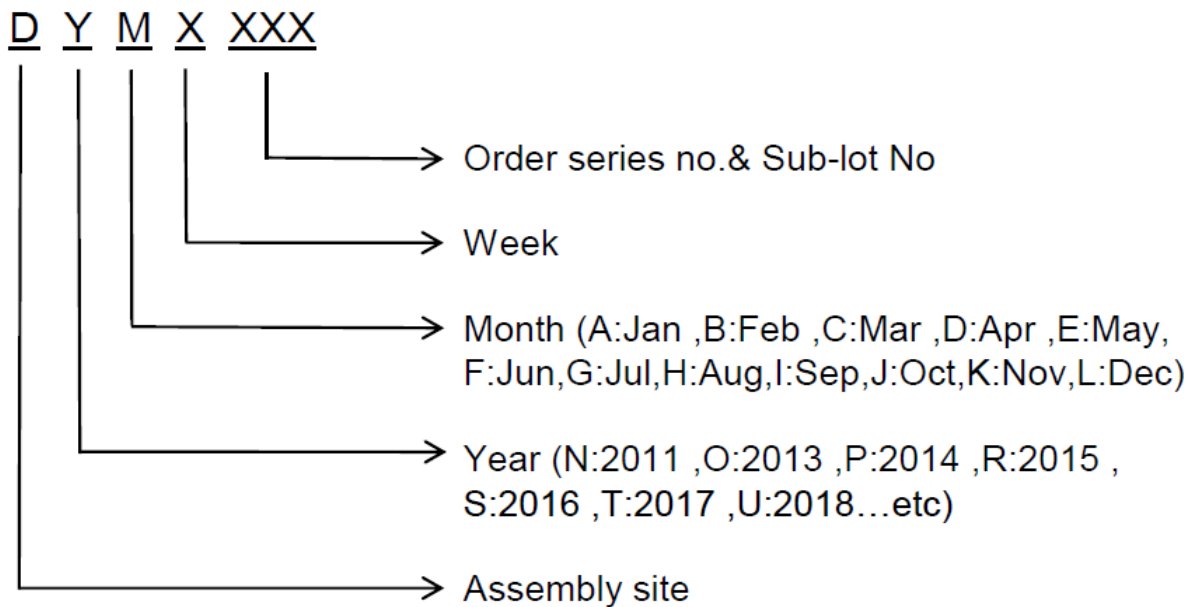 D Y M X XXX
Order series no.& Sub-lot No
Week
Month (A:Jan ,B:Feb ,C:Mar ,D:Apr ,E:May,
F:Jun,G:Jul,H:Aug,I:Sep,J:Oct,K:Nov,L:Dec)
Year (N:2011 ,O:2013 ,P:2014 ,R:2015 ,
S:2016 ,T:2017 ,U:2018...etc)
Assembly site